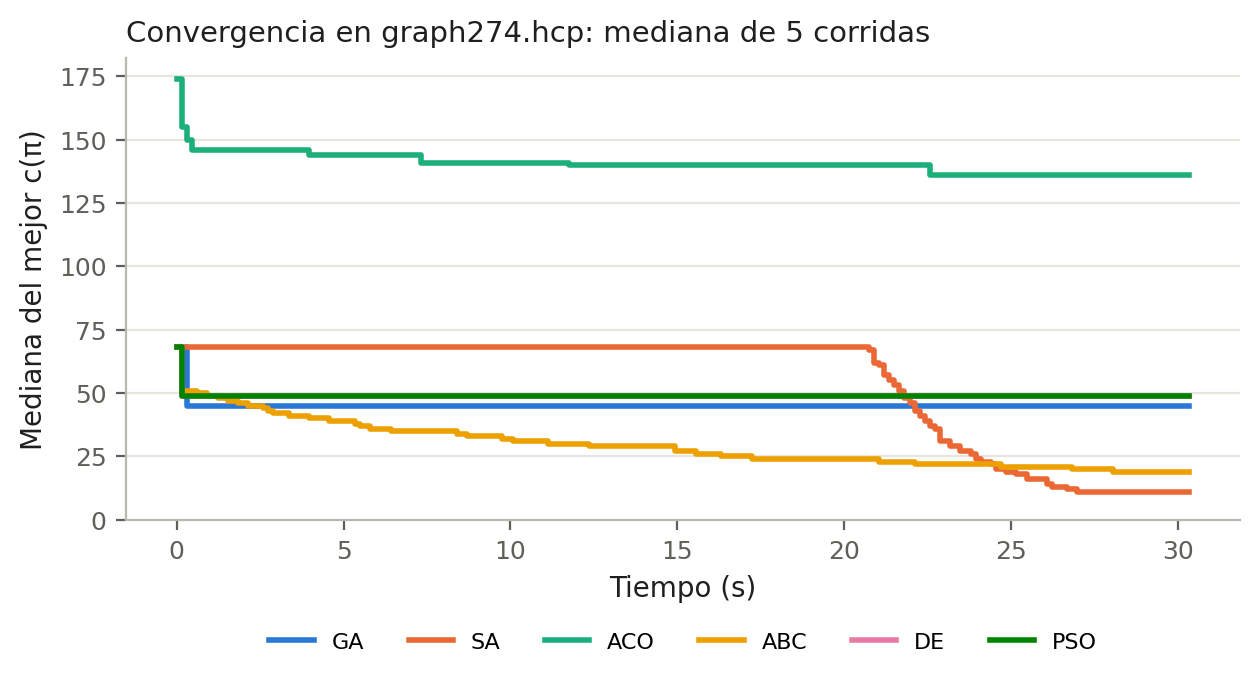 Convergencia en graph274.hcp: mediana de 5 corridas
Mediana del mejor c(π)
175
150
125
100
75
50
25
0
0 5 10 15 20 25 30
Tiempo (s)
GA SA ACO ABC DE PSO